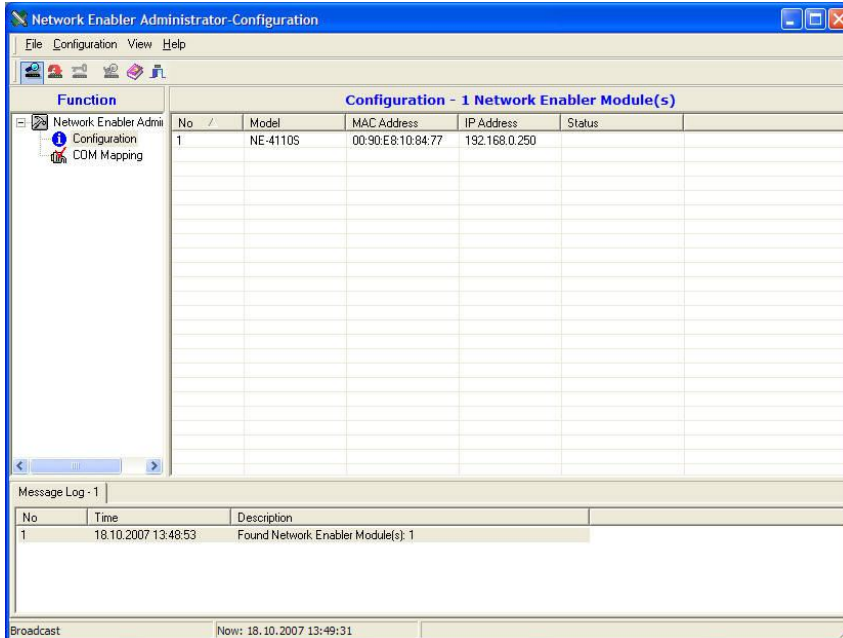 Network Enabler Administrator-Configuration
File Configuration View Help
Function
Configuration - 1 Network Enabler Module(s)
Network Enabler Admi
Configuration
COM Mapping
No Model MAC Address IP Address Status
1 NE-4110S 00:90:E8:10:84:77 192.168.0.250
Message Log - 1
No Time Description
1 18.10.2007 13:48:53 Found Network Enabler Module(s): 1
Broadcast Now: 18.10.2007 13:49:31